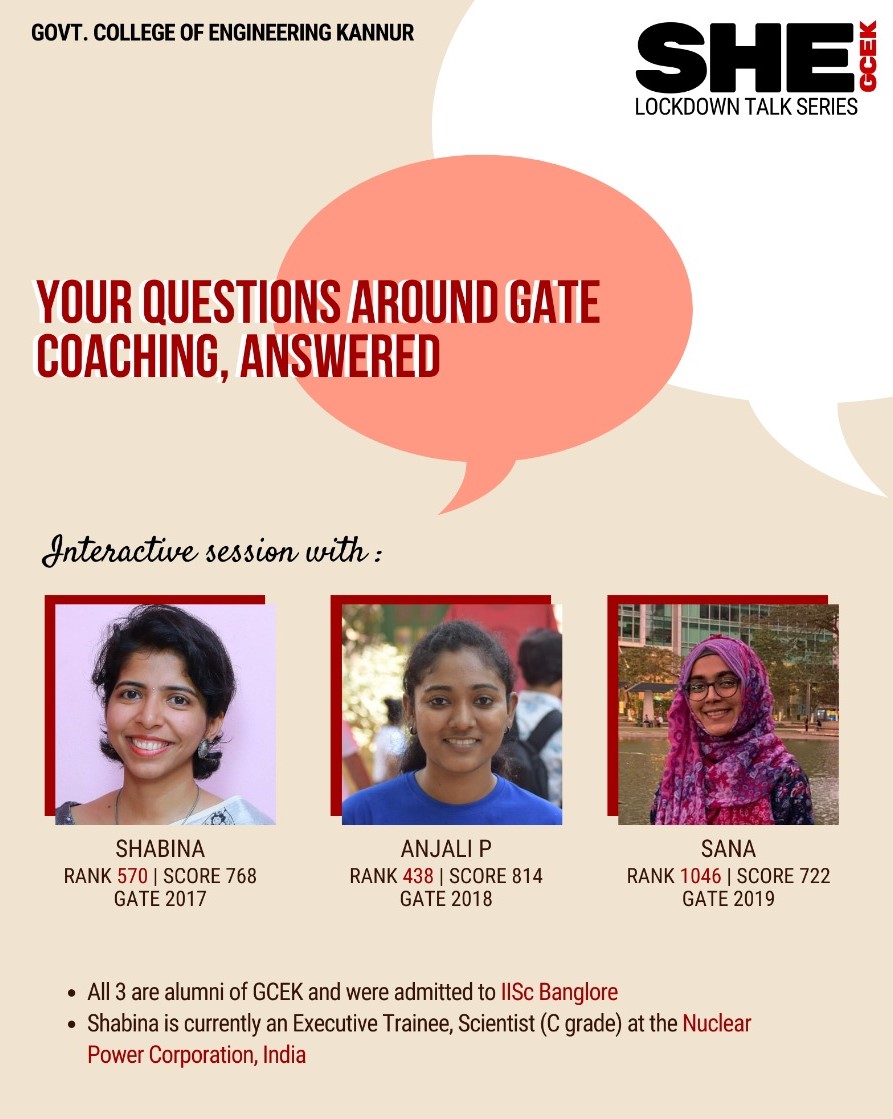 GOVT. COLLEGE OF ENGINEERING KANNUR
SHE GCEK
LOCKDOWN TALK SERIES
YOUR QUESTIONS AROUND GATE
COACHING, ANSWERED
Interactive session with :
SHABINA
RANK 570 | SCORE 768
GATE 2017
ANJALI P
RANK 438 | SCORE 814
GATE 2018
SANA
RANK 1046 | SCORE 722
GATE 2019
• All 3 are alumni of GCEK and were admitted to IISc Banglore
• Shabina is currently an Executive Trainee, Scientist (C grade) at the Nuclear
Power Corporation, India